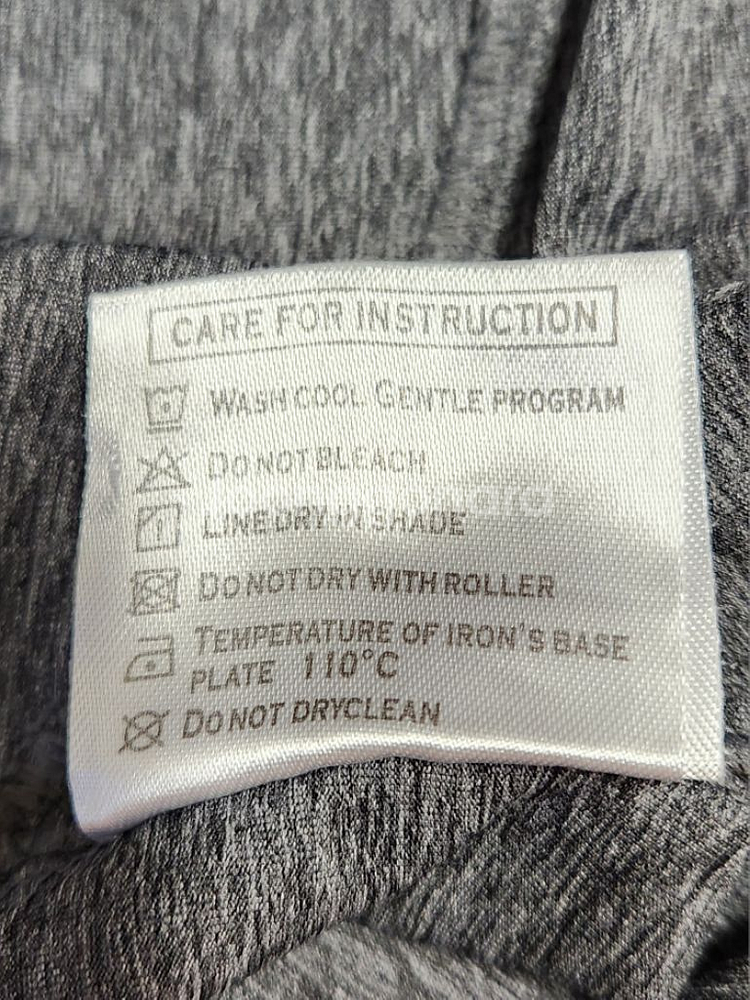 CARE FOR INSTRUCTION
WASH COOL GENTLE PROGRAM
DO NOT BLEACH
LINE DRY IN SHADE
DO NOT DRY WITH ROLLER
TEMPERATURE OF IRON'S BASE
PLATE 110°C
DO NOT DRYCLEAN